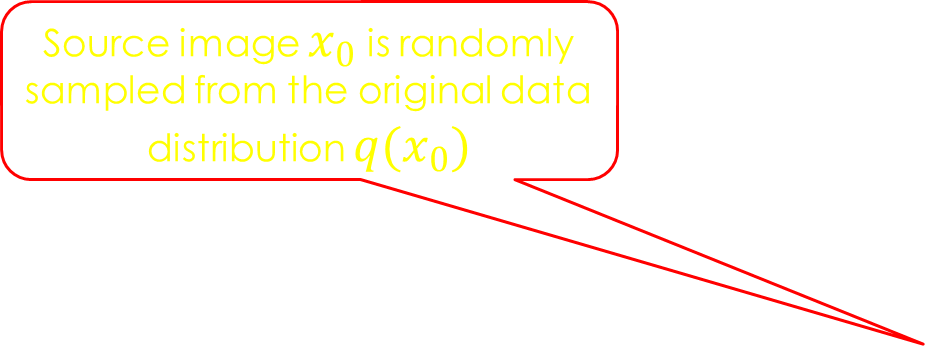 Source image x₀ is randomly
sampled from the original data
distribution q(x₀)